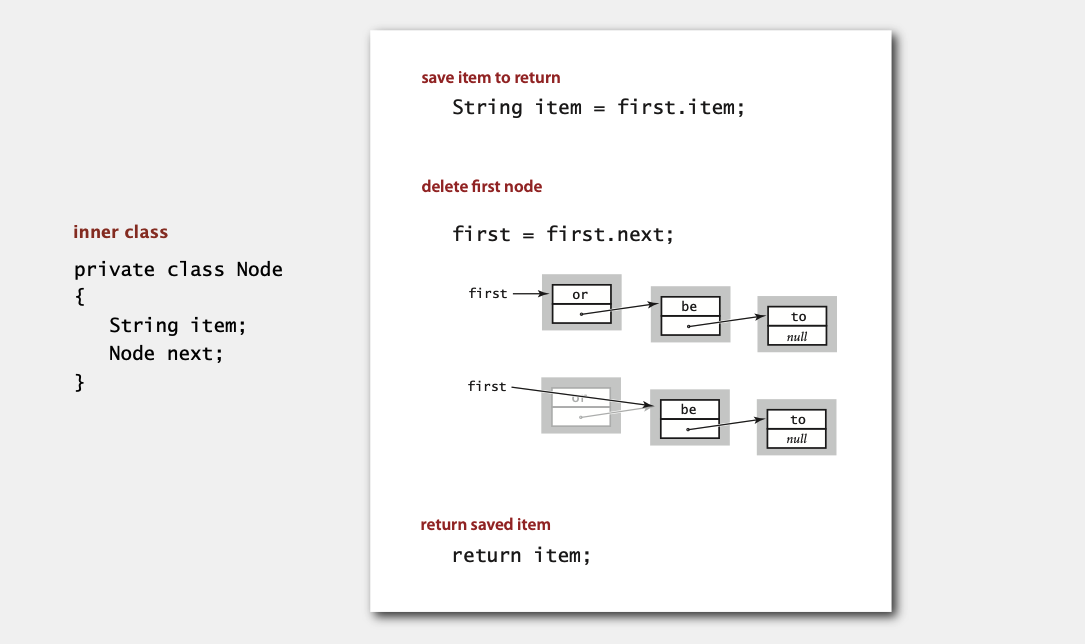 inner class
private class Node
{
String item;
Node next;
}
save item to return
String item = first.item;
delete first node
first = first.next;
first
or
be
to
null
first
or
be
to
null
return saved item
return item;